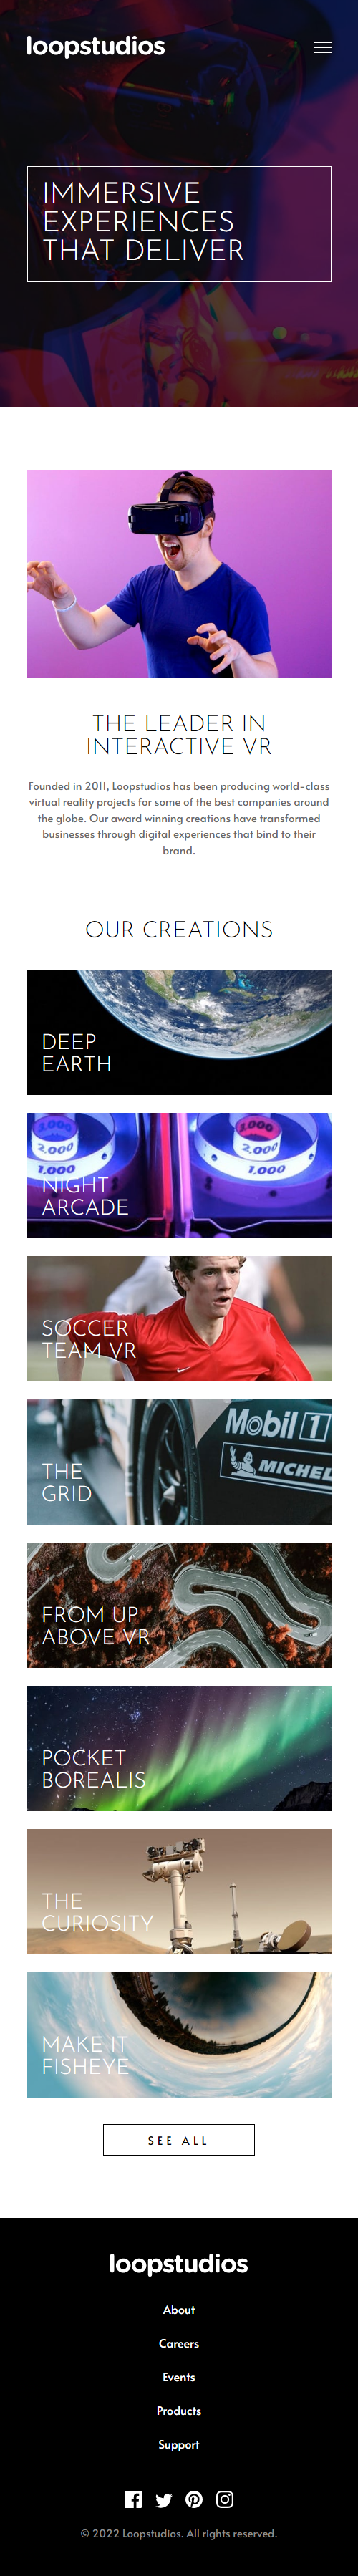 loopstudios
IMMERSIVE
EXPERIENCES
THAT DELIVER
THE LEADER IN
INTERACTIVE VR
Founded in 2011, Loopstudios has been producing world-class
virtual reality projects for some of the best companies around
the globe. Our award winning creations have transformed
businesses through digital experiences that bind to their
brand.
OUR CREATIONS
DEEP
EARTH
3,000 3,000
2,000 2,000
1,000 1,000
NIGHT
ARCADE
SOCCER
TEAM VR
Mobil 1
MICHEL
THE
GRID
FROM UP
ABOVE VR
POCKET
BOREALIS
THE
CURIOSITY
MAKE IT
FISHEYE
SEE ALL
loopstudios
About
Careers
Events
Products
Support
© 2022 Loopstudios. All rights reserved.